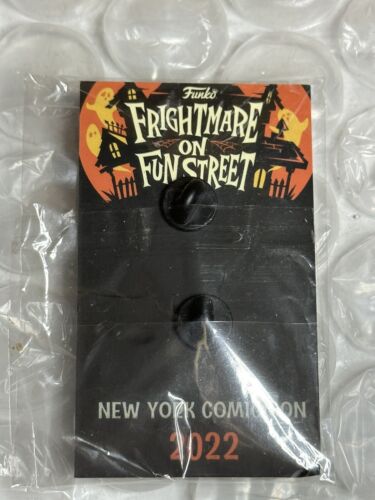 Funko
FRIGHTMARE
ON
FUN STREET
NEW YORK COMIC CON
2022